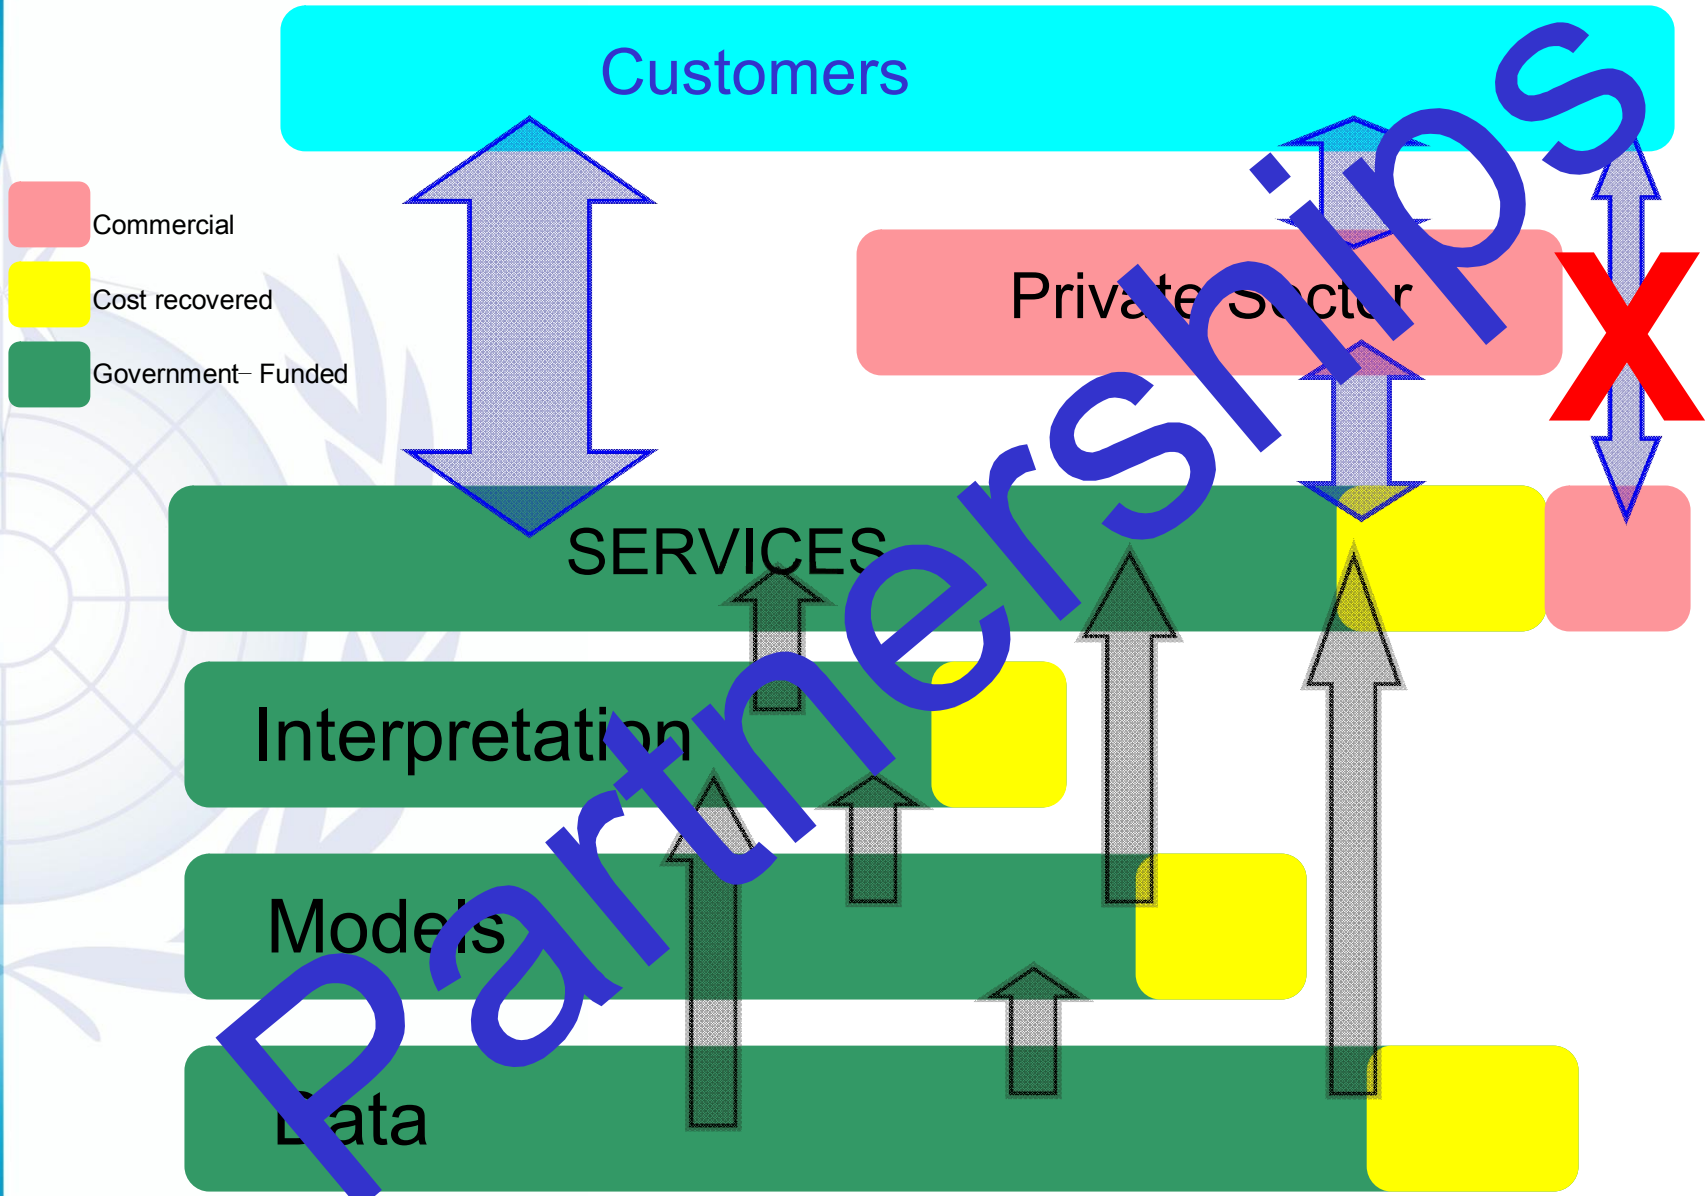 Customers
Commercial
Cost recovered
Government– Funded
Private Sector
SERVICES
Interpretation
Models
Data
Partnerships
X